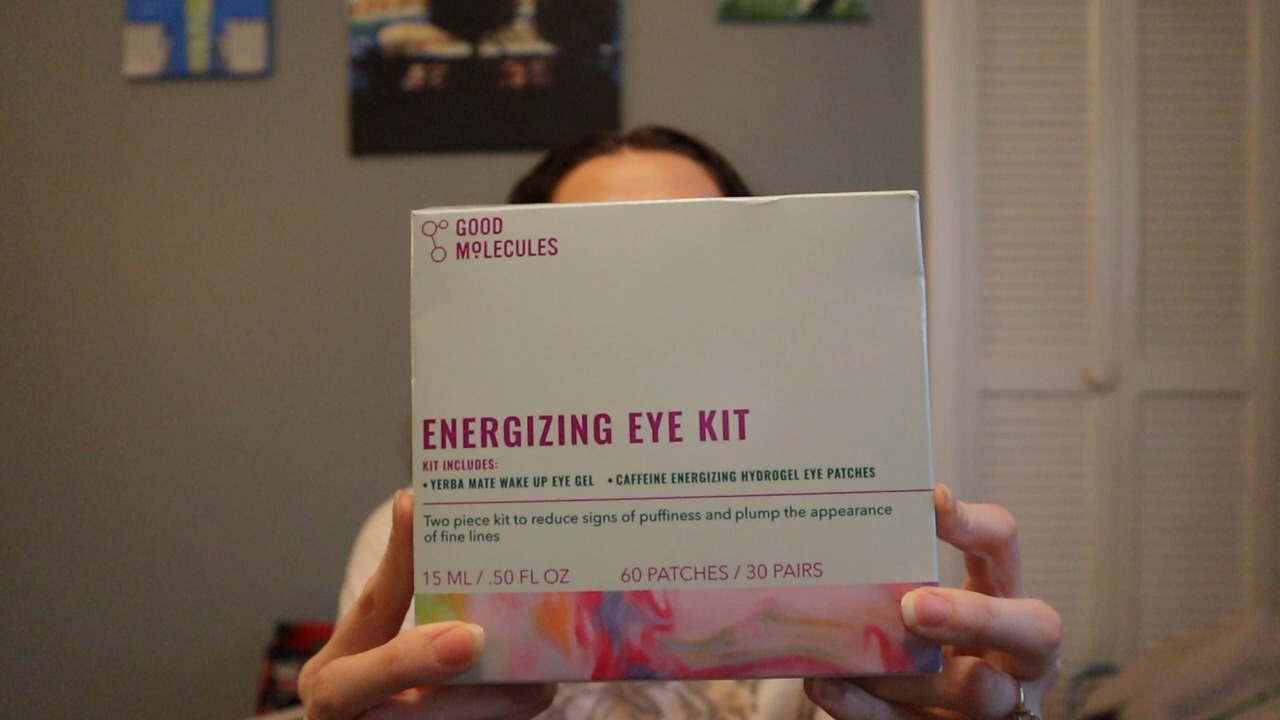 GOOD
MOLECULES
ENERGIZING EYE KIT
KIT INCLUDES:
• YERBA MATE WAKE UP EYE GEL • CAFFEINE ENERGIZING HYDROGEL EYE PATCHES
Two piece kit to reduce signs of puffiness and plump the appearance
of fine lines
15 ML / .50 FL OZ 60 PATCHES / 30 PAIRS